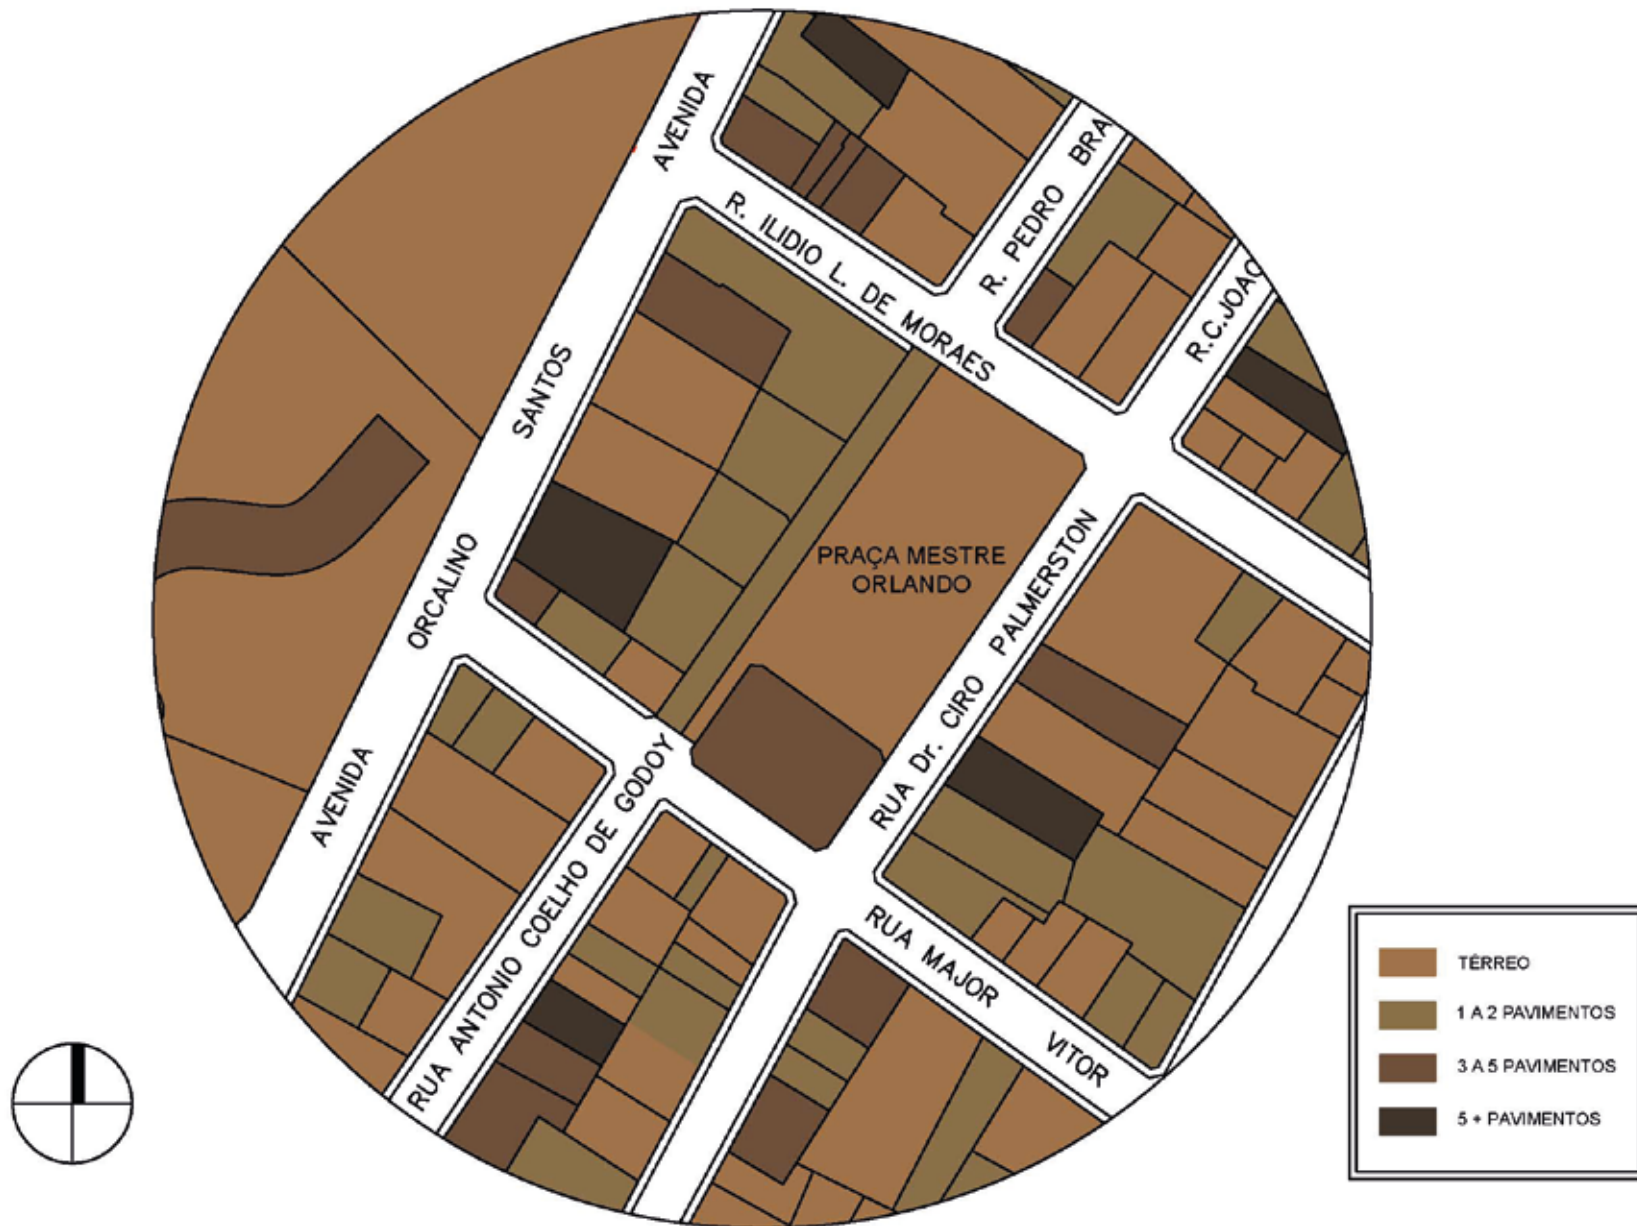 AVENIDA
R. PEDRO BRA
R. ILIDIO L. DE MORAES
R.C.JOAO
SANTOS
PRAÇA MESTRE
ORLANDO
ORCALINO
RUA Dr. CIRO PALMERSTON
AVENIDA
RUA ANTONIO COELHO DE GODOY
RUA MAJOR VITOR
TÉRREO
1 A 2 PAVIMENTOS
3 A 5 PAVIMENTOS
5 + PAVIMENTOS